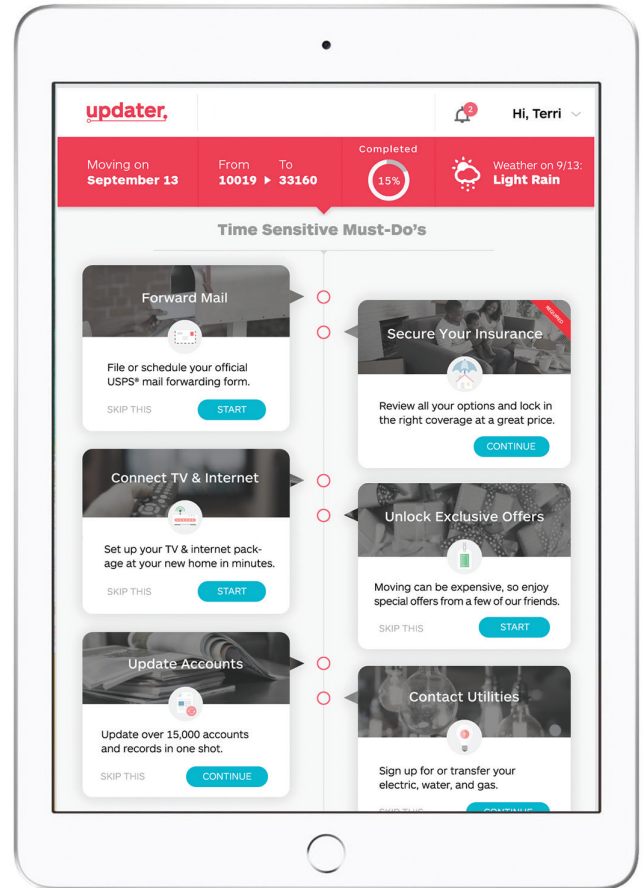 updater,
2
Hi, Terri
Moving on
September 13
From To
10019 ▸ 33160
Completed
15%
Weather on 9/13:
Light Rain
Time Sensitive Must-Do's
Forward Mail
File or schedule your official
USPS® mail forwarding form.
SKIP THIS START
REQUIRED
Secure Your Insurance
Review all your options and lock in
the right coverage at a great price.
CONTINUE
Connect TV & Internet
Set up your TV & internet pack-
age at your new home in minutes.
SKIP THIS START
Unlock Exclusive Offers
Moving can be expensive, so enjoy
special offers from a few of our friends.
SKIP THIS START
Update Accounts
Update over 15,000 accounts
and records in one shot.
SKIP THIS CONTINUE
Contact Utilities
Sign up for or transfer your
electric, water, and gas.
SKIP THIS CONTINUE